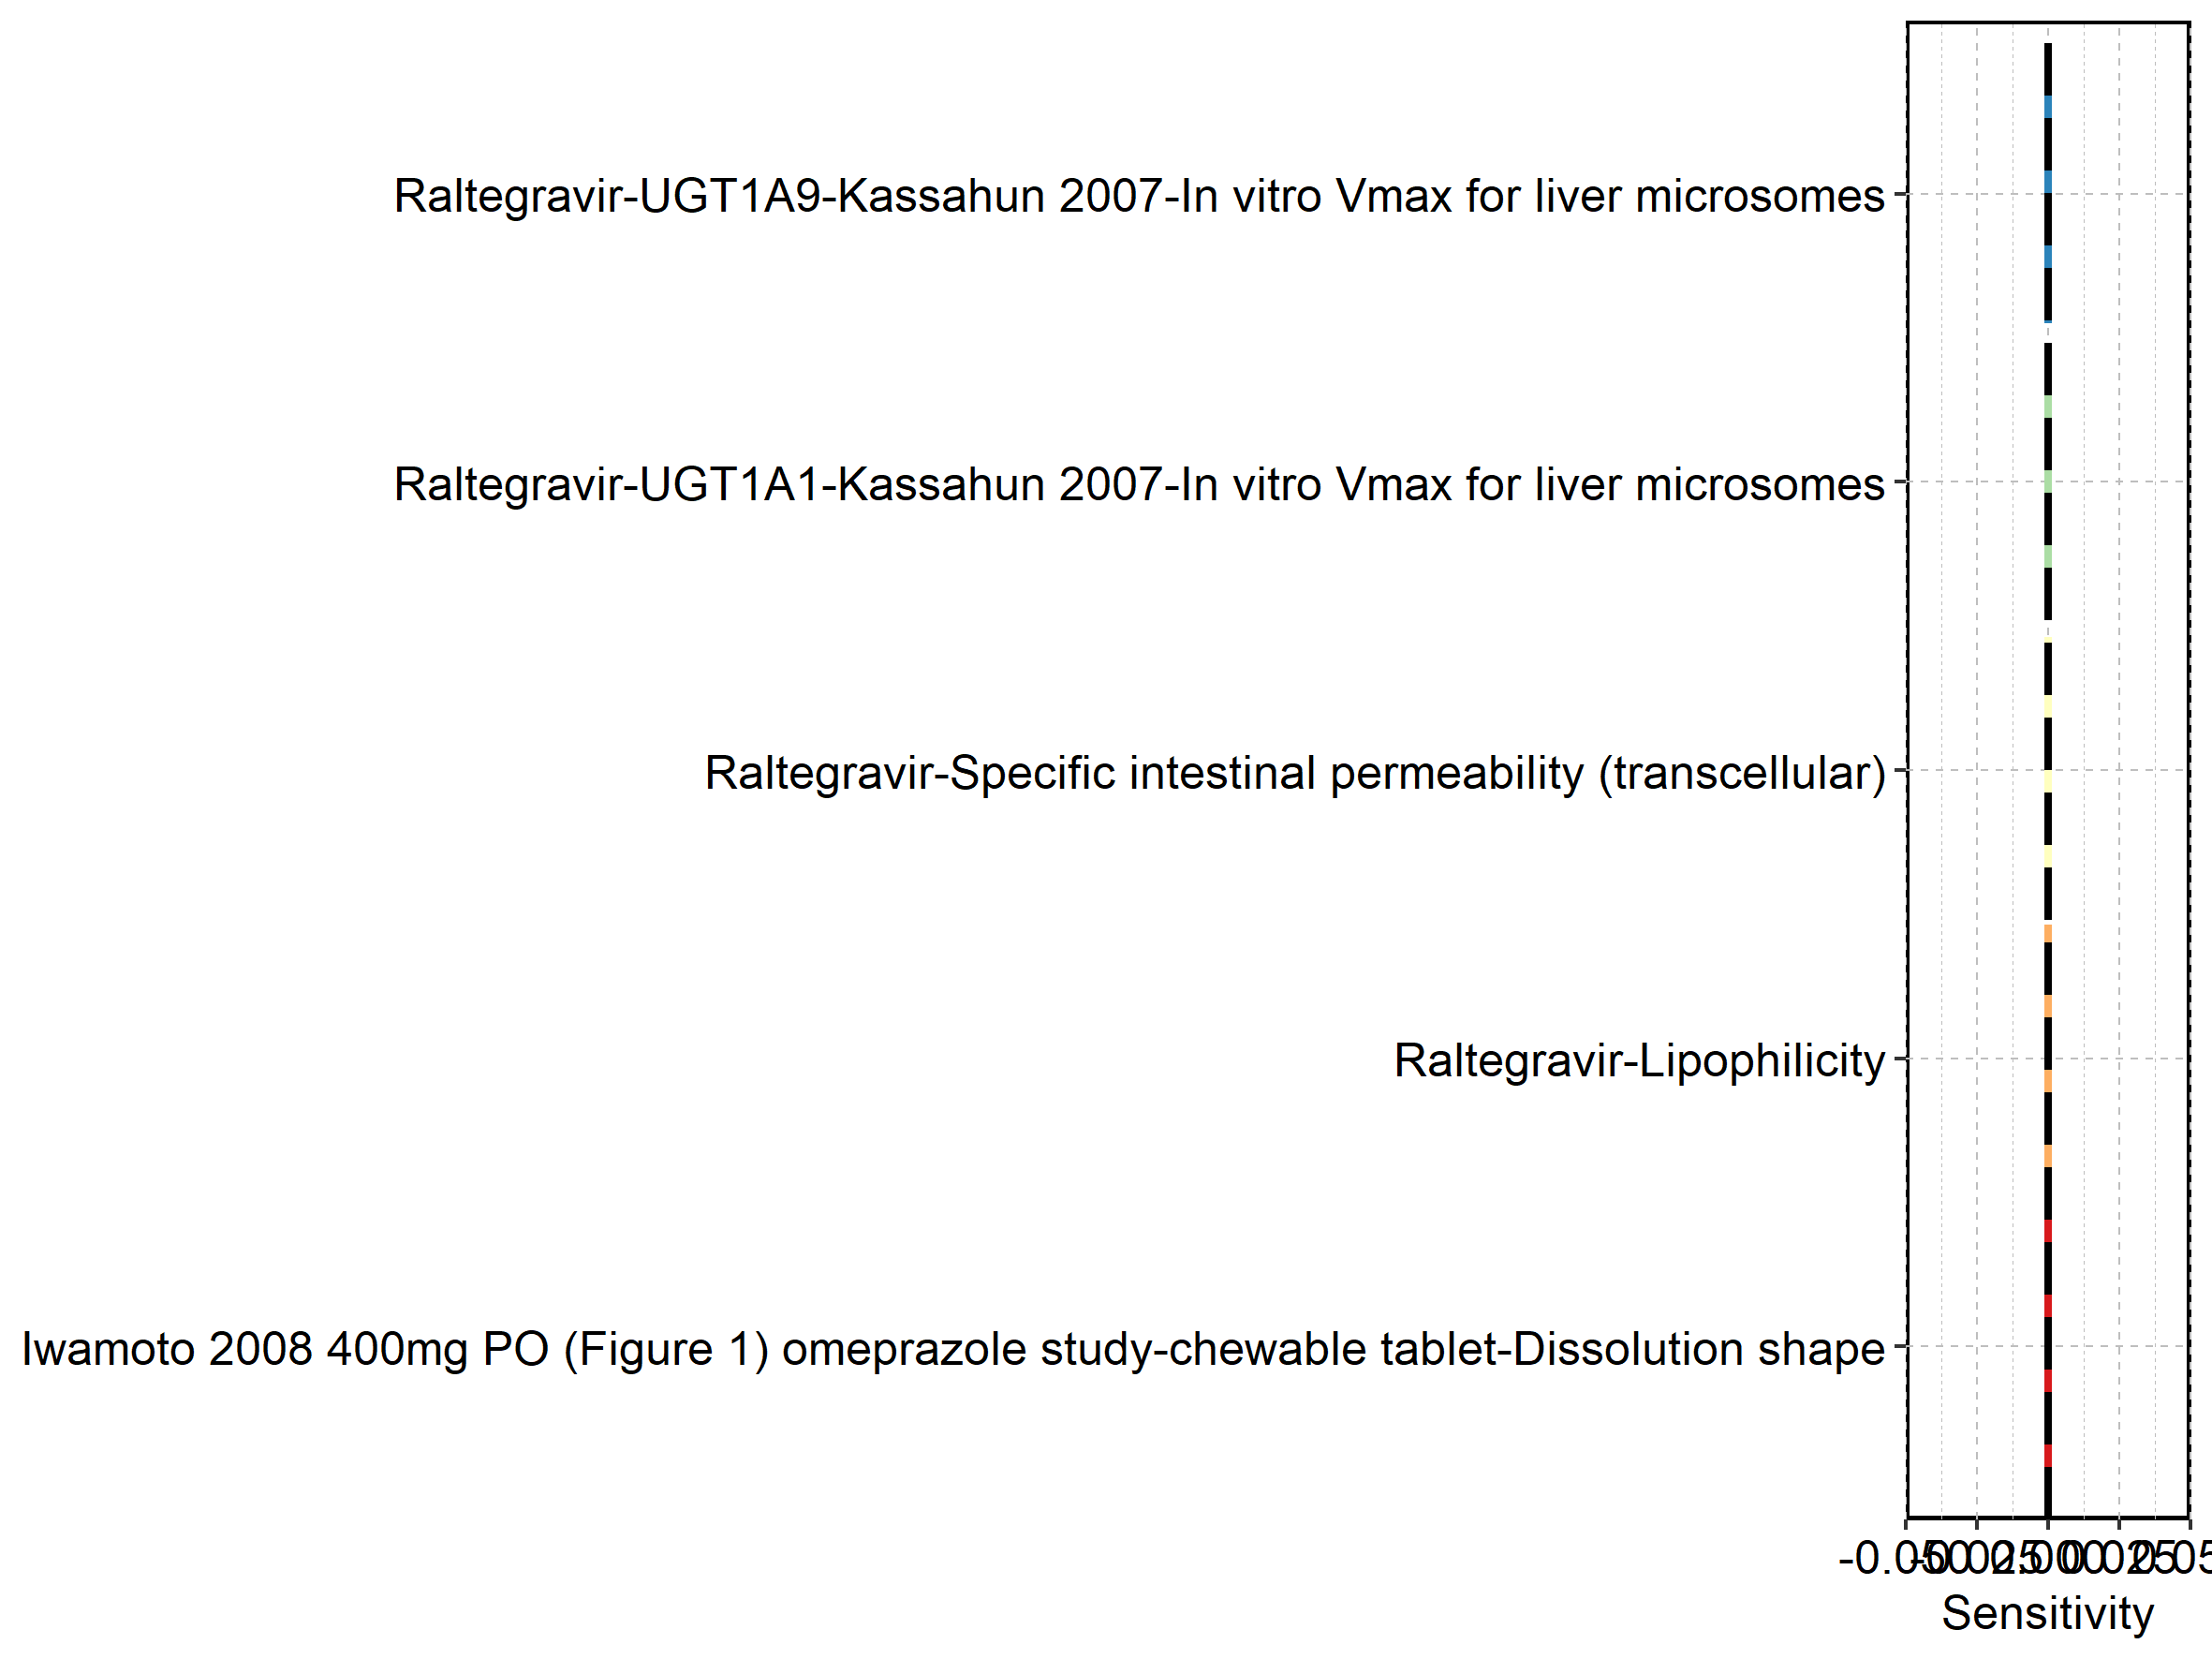 Raltegravir-UGT1A9-Kassahun 2007-In vitro Vmax for liver microsomes
Raltegravir-UGT1A1-Kassahun 2007-In vitro Vmax for liver microsomes
Raltegravir-Specific intestinal permeability (transcellular)
Raltegravir-Lipophilicity
Iwamoto 2008 400mg PO (Figure 1) omeprazole study-chewable tablet-Dissolution shape
Sensitivity